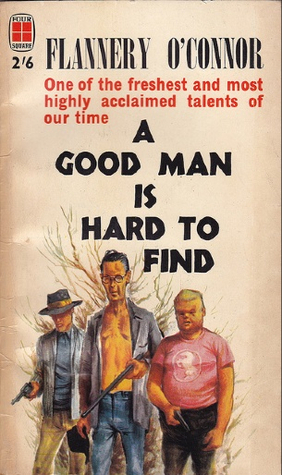 FOUR
SQUARE
2/6
FLANNERY O'CONNOR
One of the freshest and most
highly acclaimed talents of
our time
A
GOOD MAN
IS
HARD TO
FIND